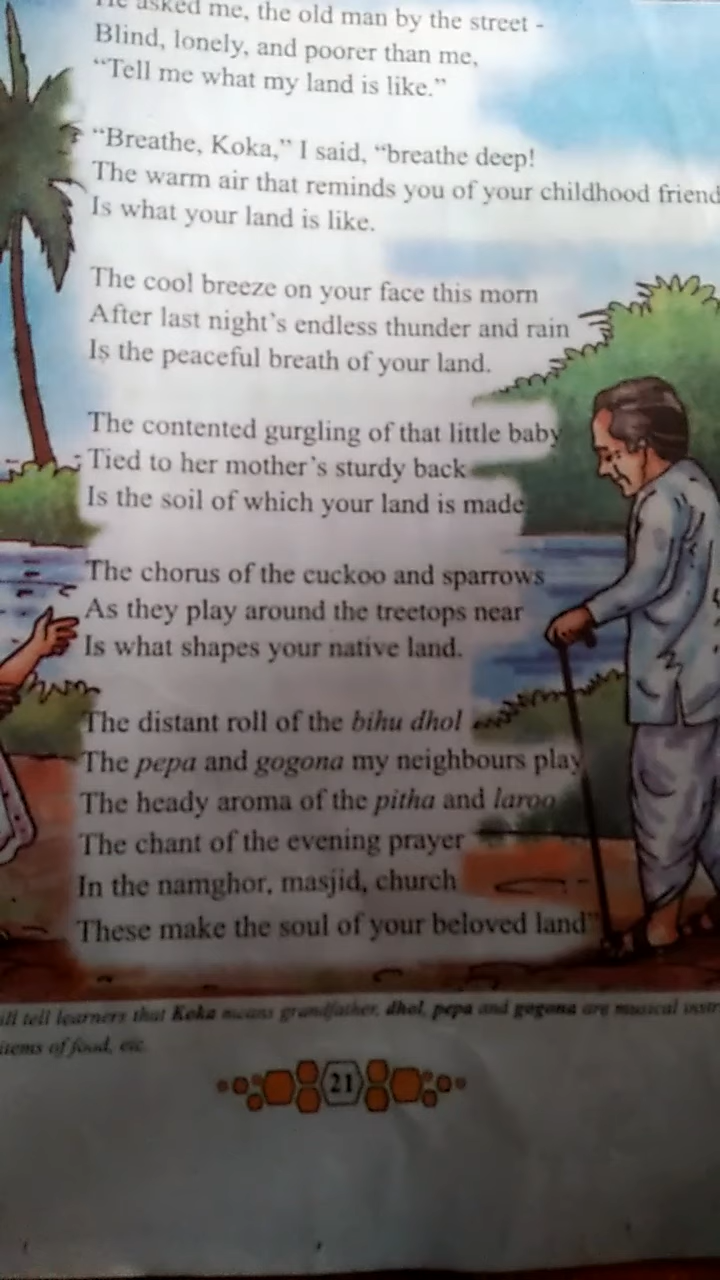 He asked me, the old man by the street -
Blind, lonely, and poorer than me,
“Tell me what my land is like.”
“Breathe, Koka,” I said, “breathe deep!
The warm air that reminds you of your childhood friend
Is what your land is like.
The cool breeze on your face this morn
After last night’s endless thunder and rain
Is the peaceful breath of your land.
The contented gurgling of that little baby
Tied to her mother’s sturdy back
Is the soil of which your land is made
The chorus of the cuckoo and sparrows
As they play around the treetops near
Is what shapes your native land.
The distant roll of the bihu dhol
The pepa and gogona my neighbours play
The heady aroma of the pitha and laroo
The chant of the evening prayer
In the namghor, masjid, church
These make the soul of your beloved land”
ill tell learners that Koka means grandfather, dhol, pepa and gogona are musical instr
items of food, etc.
21